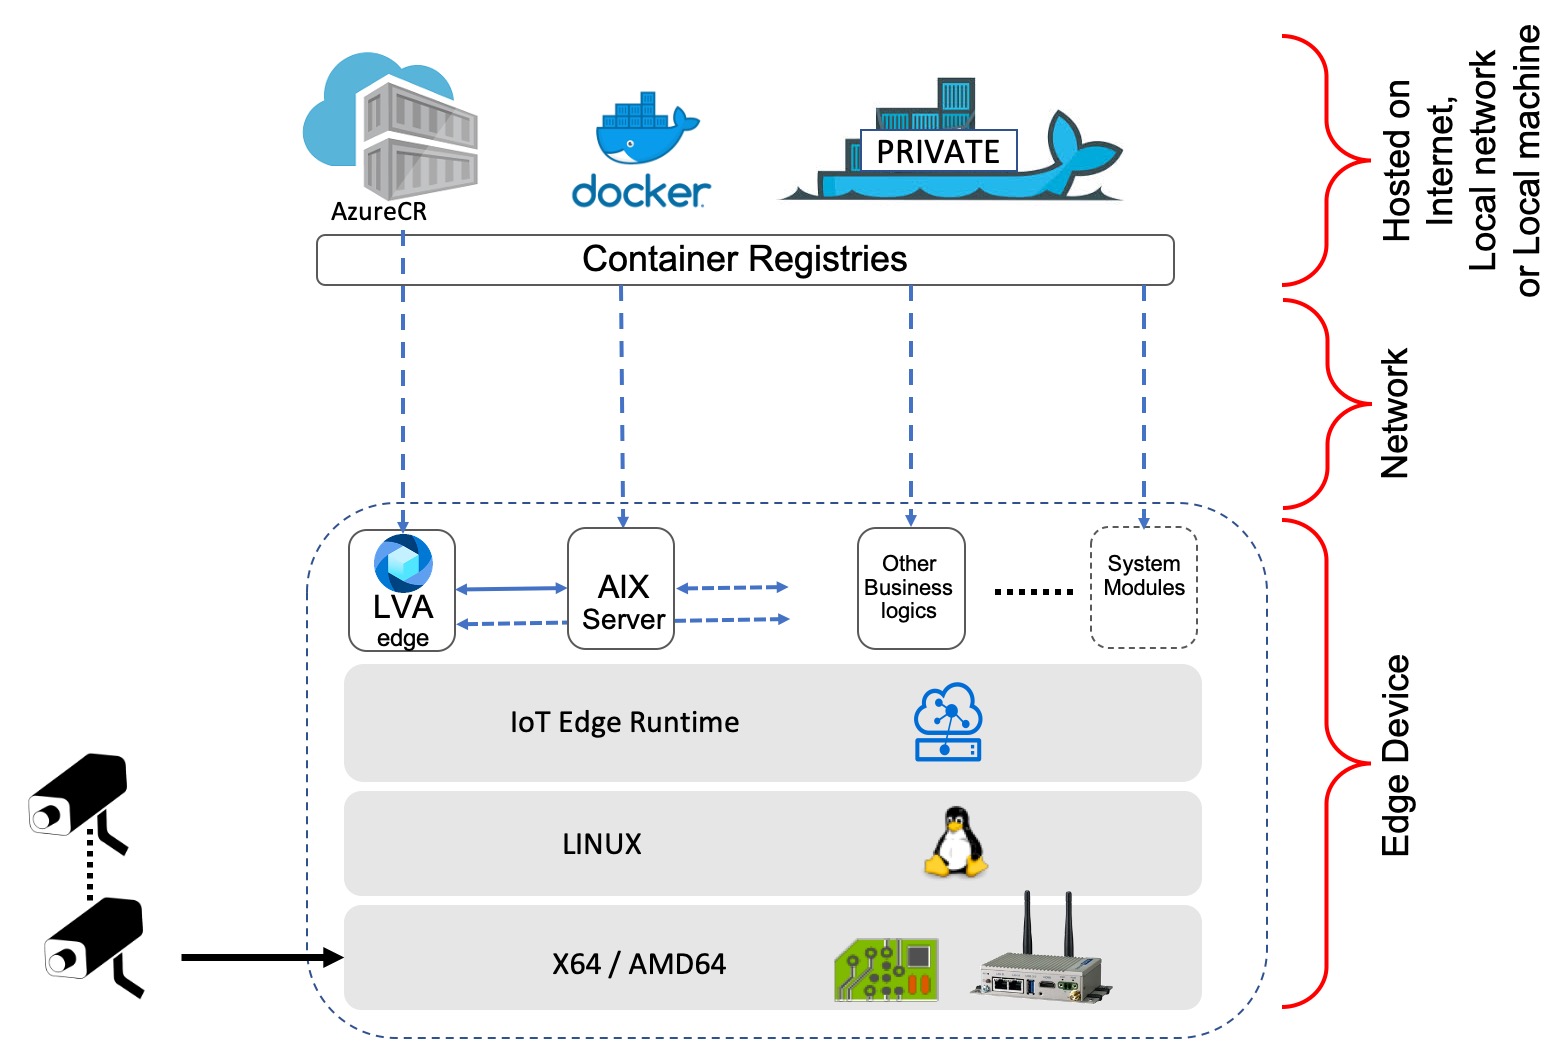 AzureCR
docker
PRIVATE
Container Registries
Hosted on
Internet,
Local network
or Local machine
Network
LVA
edge
AIX
Server
Other
Business
logics
System
Modules
IoT Edge Runtime
LINUX
X64 / AMD64
Edge Device